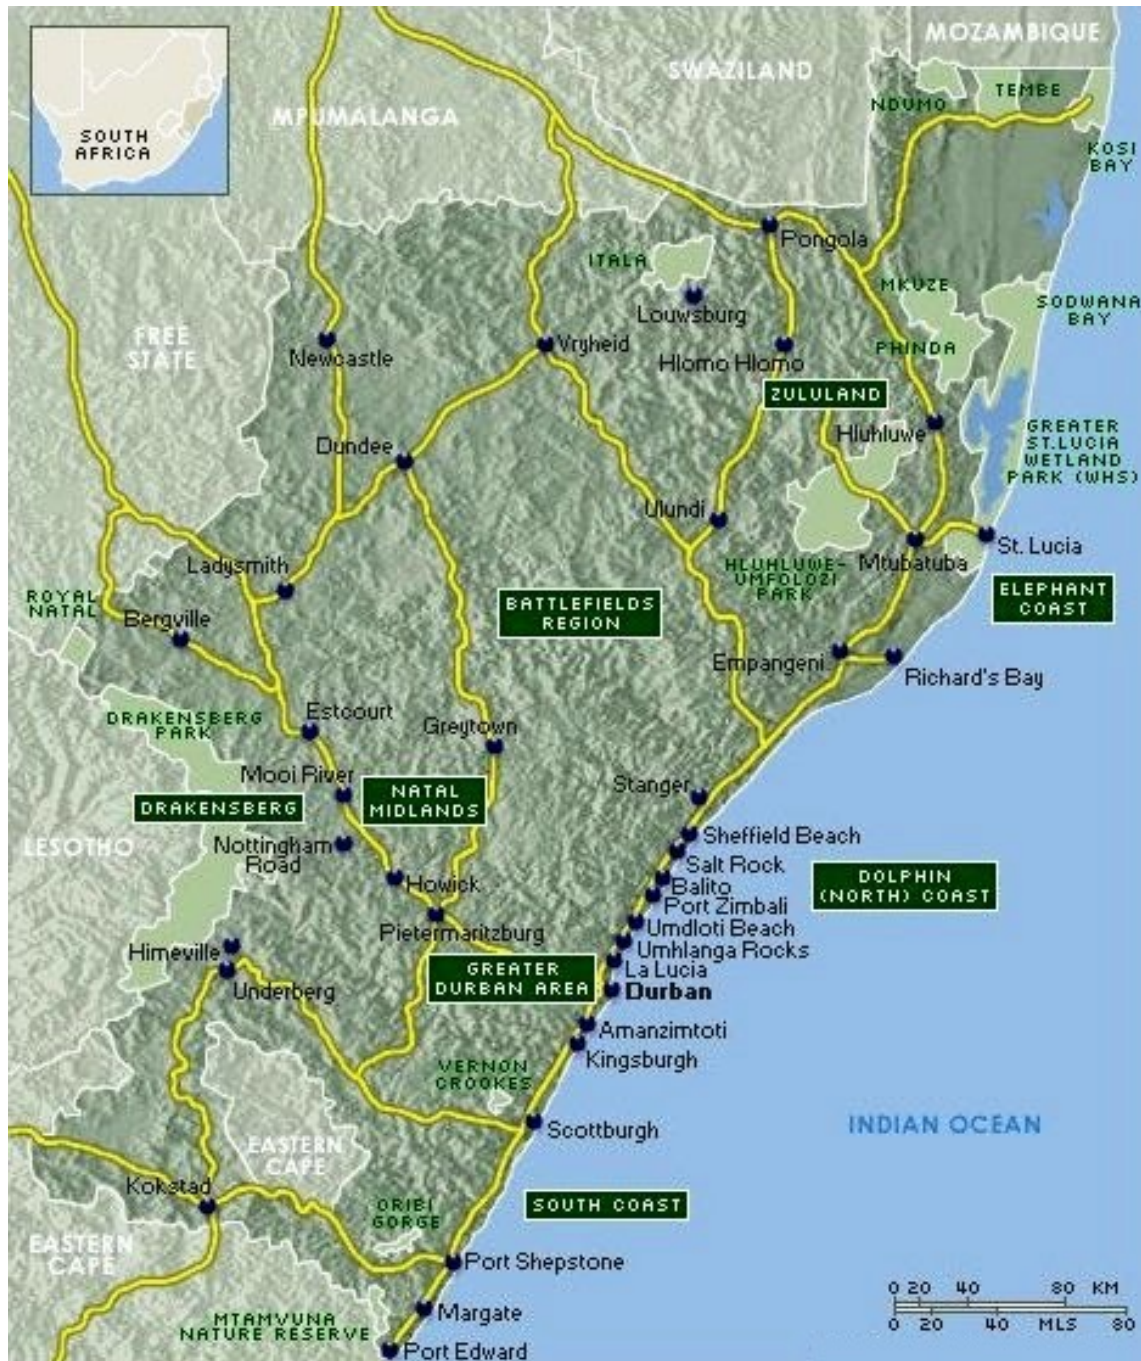 MOZAMBIQUE
SWAZILAND
NDUMO
TEMBE
MPUMALANGA
SOUTH
AFRICA
KOSI
BAY
Pongola
ITALA
MKUZE
Louwsburg
SODWANA
BAY
FREE
STATE
Newcastle
Vryheid
Hlomo Hlomo
PHINDA
ZULULAND
Dundee
Hluhluwe
GREATER
ST.LUCIA
WETLAND
PARK (WHS)
Ulundi
Ladysmith
HLUHLUWE-
UMFOLOZI
PARK
Mtubatuba
St. Lucia
ROYAL
NATAL
Bergville
BATTLEFIELDS
REGION
ELEPHANT
COAST
Empangeni
Richard's Bay
DRAKENSBERG
PARK
Estcourt
Greytown
Mooi River
Stanger
DRAKENSBERG
NATAL
MIDLANDS
LESOTHO
Nottingham
Road
Sheffield Beach
Salt Rock
Balito
Port Zimbali
DOLPHIN
(NORTH) COAST
Howick
Pietermaritzburg
Umdloti Beach
Umhlanga Rocks
La Lucia
Himeville
Underberg
GREATER
DURBAN AREA
Durban
Amanzimtoti
Kingsburgh
VERNON
CROOKES
Scottburgh
INDIAN OCEAN
EASTERN
CAPE
Kokstad
ORIBI
GORGE
SOUTH COAST
EASTERN
CAPE
Port Shepstone
MTAMVUNA
NATURE RESERVE
Margate
Port Edward
0 20 40 80 KM
0 20 40 MLS 80